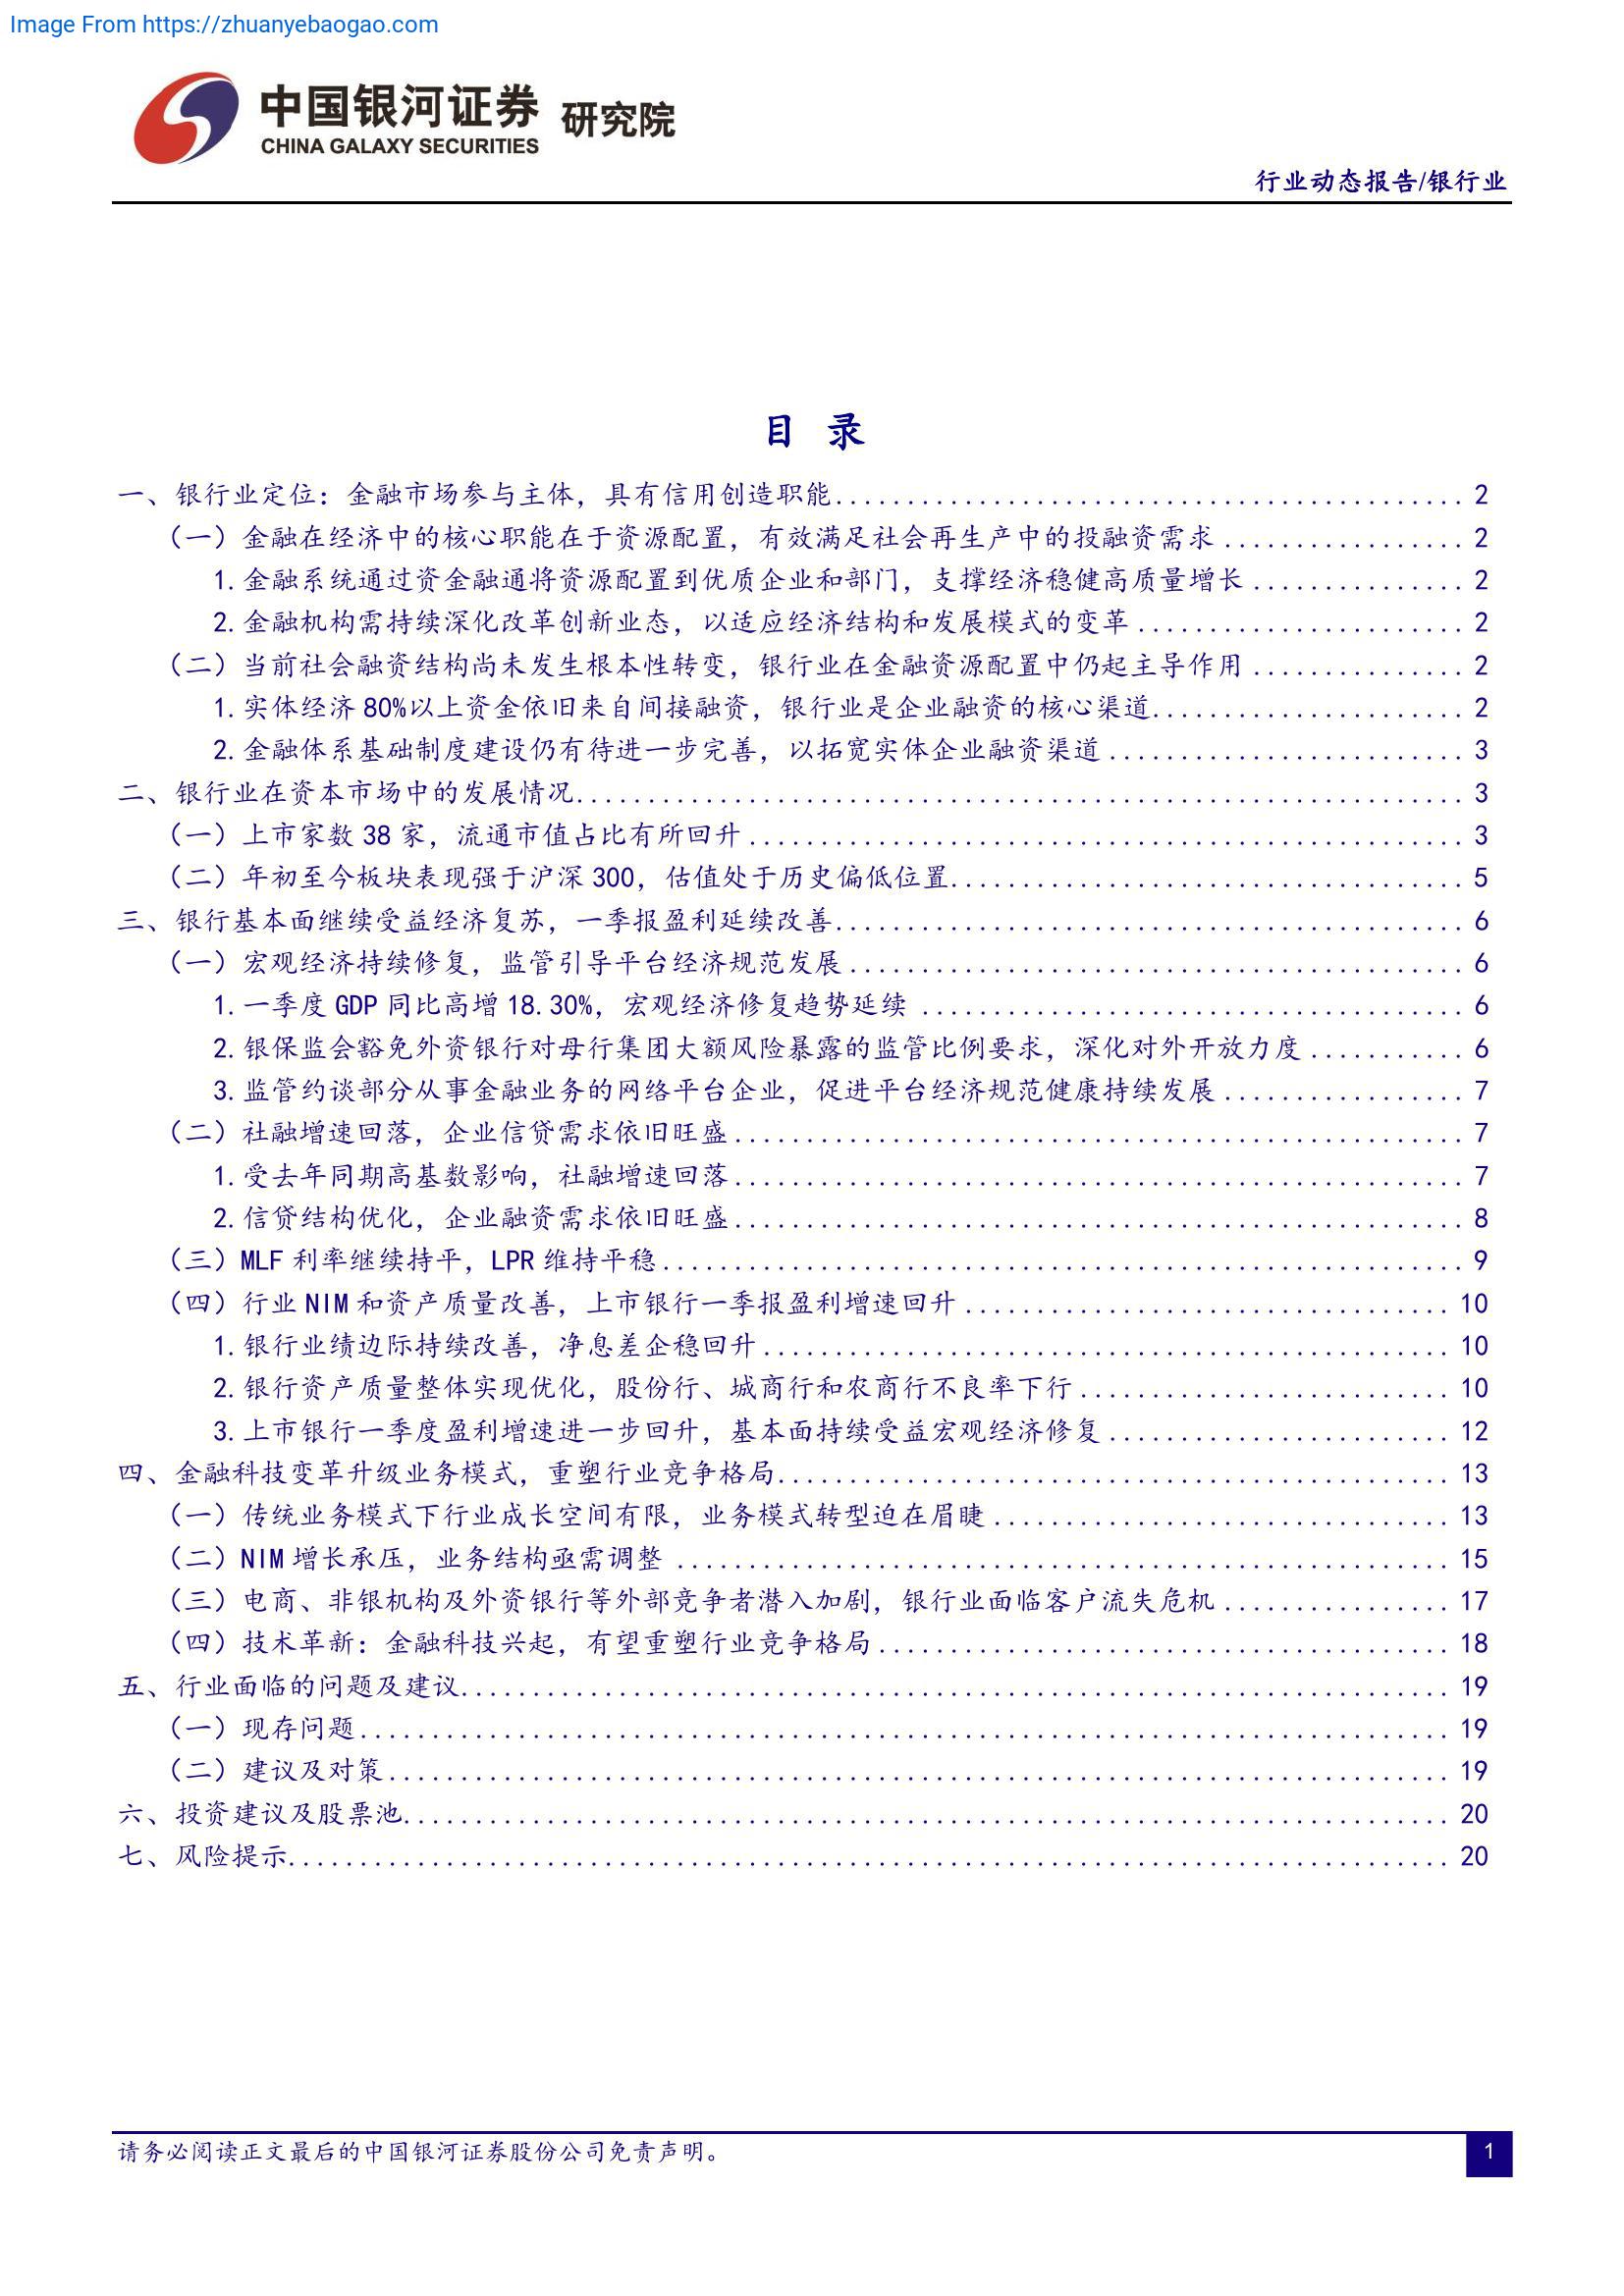 Image From https://zhuanyebaogao.com
中国银河证券 研究院
CHINA GALAXY SECURITIES
行业动态报告/银行业
目 录
一、银行业定位：金融市场参与主体，具有信用创造职能............................................ 2
（一）金融在经济中的核心职能在于资源配置，有效满足社会再生产中的投融资需求................. 2
1.金融系统通过资金融通将资源配置到优质企业和部门，支撑经济稳健高质量增长............... 2
2.金融机构需持续深化改革创新业态，以适应经济结构和发展模式的变革....................... 2
（二）当前社会融资结构尚未发生根本性转变，银行业在金融资源配置中仍起主导作用............... 2
1.实体经济 80%以上资金依旧来自间接融资，银行业是企业融资的核心渠道...................... 2
2.金融体系基础制度建设仍有待进一步完善，以拓宽实体企业融资渠道......................... 3
二、银行业在资本市场中的发展情况.............................................................. 3
（一）上市家数 38 家，流通市值占比有所回升.................................................. 3
（二）年初至今板块表现强于沪深 300，估值处于历史偏低位置.................................... 5
三、银行基本面继续受益经济复苏，一季报盈利延续改善............................................ 6
（一）宏观经济持续修复，监管引导平台经济规范发展........................................... 6
1.一季度 GDP 同比高增 18.30%，宏观经济修复趋势延续 ...................................... 6
2.银保监会豁免外资银行对母行集团大额风险暴露的监管比例要求，深化对外开放力度........... 6
3.监管约谈部分从事金融业务的网络平台企业，促进平台经济规范健康持续发展................. 7
（二）社融增速回落，企业信贷需求依旧旺盛................................................... 7
1.受去年同期高基数影响，社融增速回落................................................... 7
2.信贷结构优化，企业融资需求依旧旺盛................................................... 8
（三）MLF 利率继续持平，LPR 维持平稳........................................................ 9
（四）行业 NIM 和资产质量改善，上市银行一季报盈利增速回升.................................. 10
1.银行业绩边际持续改善，净息差企稳回升................................................ 10
2.银行资产质量整体实现优化，股份行、城商行和农商行不良率下行.......................... 10
3.上市银行一季度盈利增速进一步回升，基本面持续受益宏观经济修复........................ 12
四、金融科技变革升级业务模式，重塑行业竞争格局............................................... 13
（一）传统业务模式下行业成长空间有限，业务模式转型迫在眉睫................................ 13
（二）NIM 增长承压，业务结构亟需调整 ...................................................... 15
（三）电商、非银机构及外资银行等外部竞争者潜入加剧，银行业面临客户流失危机................ 17
（四）技术革新：金融科技兴起，有望重塑行业竞争格局........................................ 18
五、行业面临的问题及建议..................................................................... 19
（一）现存问题............................................................................ 19
（二）建议及对策.......................................................................... 19
六、投资建议及股票池......................................................................... 20
七、风险提示................................................................................. 20
请务必阅读正文最后的中国银河证券股份公司免责声明。
1